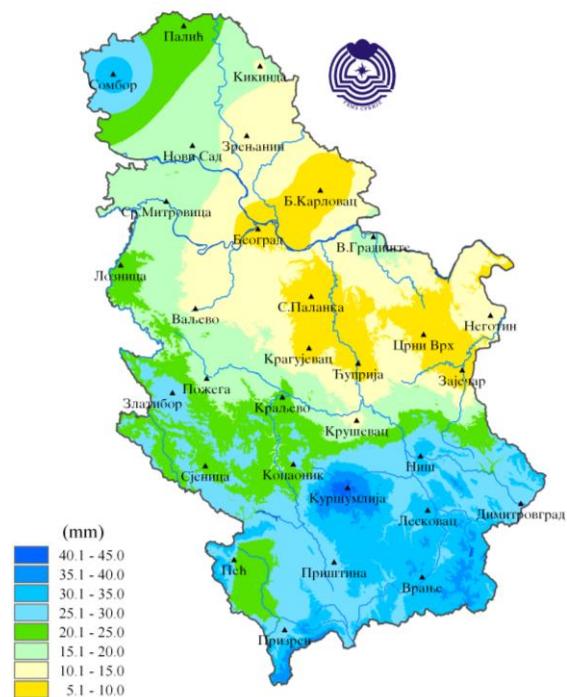 Палић
Сомбор
Кикинда
Нови Сад
Зрењанин
Ср.Митровица
Б.Карловац
Београд
В.Градиште
Лозница
Ваљево
С.Паланка
Неготин
Црни Врх
Крагујевац
Ћуприја
Зајечар
Пожега
Златибор
Краљево
Крушевац
Сјеница
Копаоник
Ниш
Куршумлија
Лесковац
Димитровград
Пећ
Приштина
Врање
Призрен
(mm)
40.1 - 45.0
35.1 - 40.0
30.1 - 35.0
25.1 - 30.0
20.1 - 25.0
15.1 - 20.0
10.1 - 15.0
5.1 - 10.0